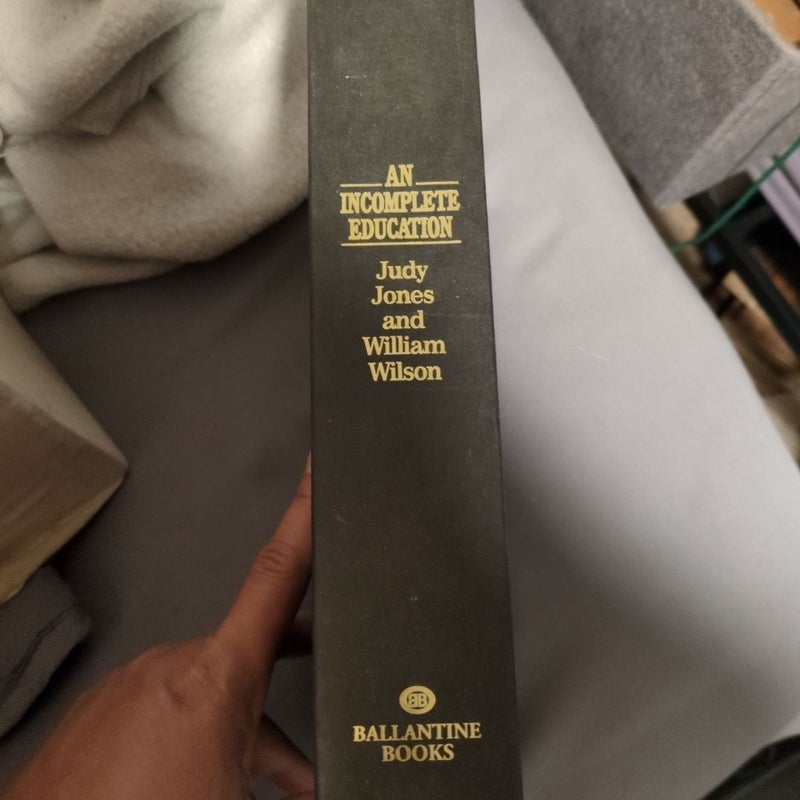 AN
INCOMPLETE
EDUCATION
Judy
Jones
and
William
Wilson
BB
BALLANTINE
BOOKS